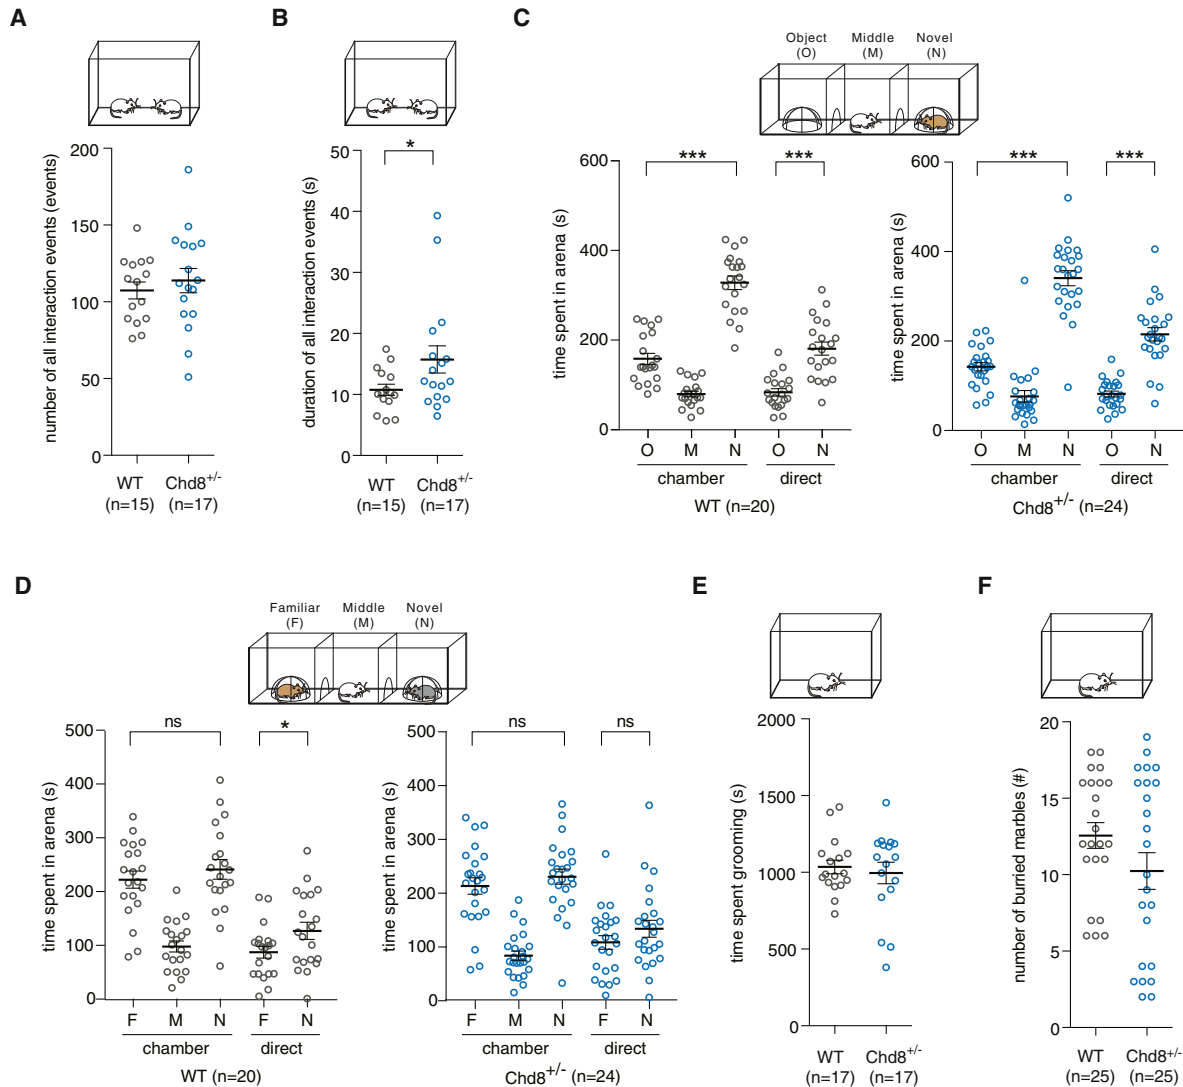 A
number of all interaction events (events)
200
150
100
50
0
WT
(n=15)
Chd8+/-
(n=17)
B
duration of all interaction events (s)
50
40
30
20
10
0
*
WT
(n=15)
Chd8+/-
(n=17)
C
Object
(O)
Middle
(M)
Novel
(N)
time spent in arena (s)
600
400
200
0
***
***
O M N O N
chamber direct
WT (n=20)
time spent in arena (s)
600
400
200
0
***
***
O M N O N
chamber direct
Chd8+/- (n=24)
D
Familiar
(F)
Middle
(M)
Novel
(N)
time spent in arena (s)
500
400
300
200
100
0
ns
*
F M N F N
chamber direct
WT (n=20)
time spent in arena (s)
500
400
300
200
100
0
ns
ns
F M N F N
chamber direct
Chd8+/- (n=24)
E
time spent grooming (s)
2000
1500
1000
500
0
WT
(n=17)
Chd8+/-
(n=17)
F
number of burried marbles (#)
20
15
10
5
0
WT
(n=25)
Chd8+/-
(n=25)